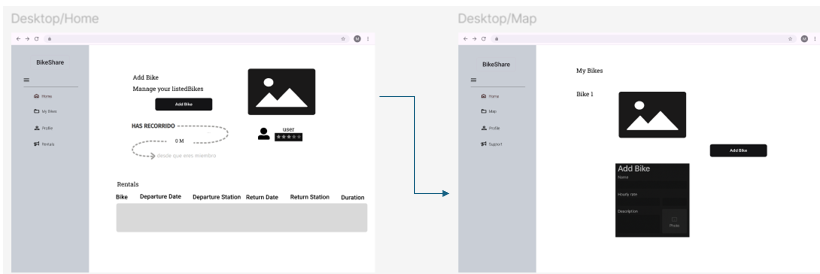 Desktop/Home
BikeShare
Home
My Bikes
Profile
Rentals
Add Bike
Manage your listedBikes
Add Bike
HAS RECORRIDO
0 M
desde que eres miembro
user
Rentals
Bike Departure Date Departure Station Return Date Return Station Duration
Desktop/Map
BikeShare
Home
Map
Profile
Support
My Bikes
Bike 1
Add Bike
Add Bike
Name
Hourly rate
Description
Photo